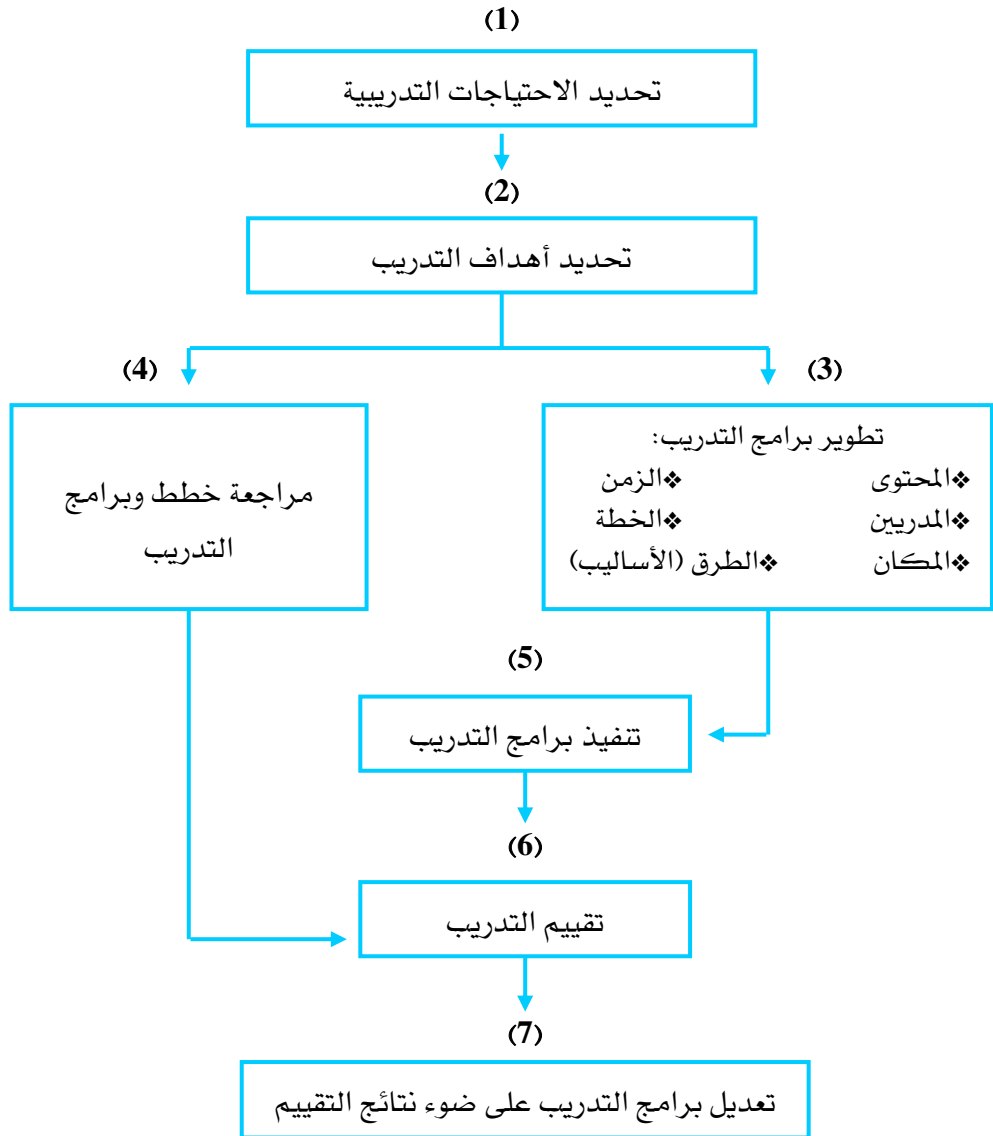 (1)
تحديد الاحتياجات التدريبية
(2)
تحديد أهداف التدريب
(3)
تطوير برامج التدريب:
❖المحتوى ❖الزمن
❖المدربين ❖الخطة
❖المكان ❖الطرق (الأساليب)
(4)
مراجعة خطط وبرامج
التدريب
(5)
تنفيذ برامج التدريب
(6)
تقييم التدريب
(7)
تعديل برامج التدريب على ضوء نتائج التقييم